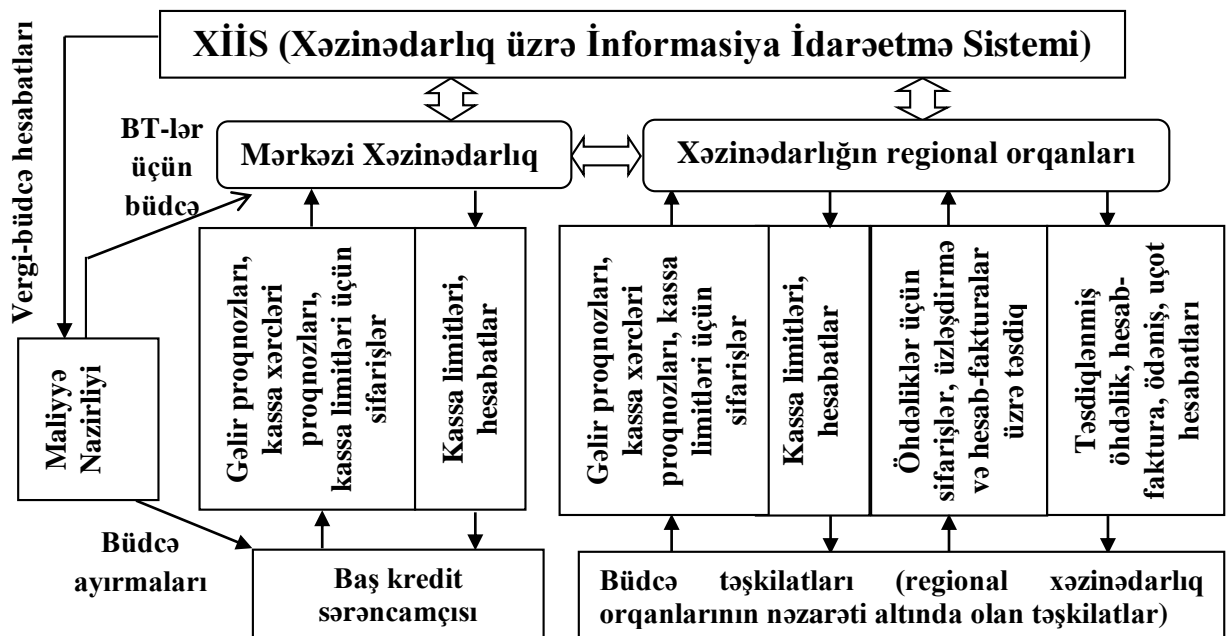 XİİS (Xəzinədarlıq üzrə İnformasiya İdarəetmə Sistemi)
Vergi-büdcə hesabatları
BT-lər
üçün
büdcə
Mərkəzi Xəzinədarlıq
Xəzinədarlığın regional orqanları
Maliyyə
Nazirliyi
Gəlir proqnozları,
kassa xərcləri
proqnozları,
kassa limitləri üçün
sifarişlər
Kassa limitləri,
hesabatlar
Gəlir proqnozları,
kassa xərcləri
proqnozları, kassa
limitləri üçün
sifarişlər
Kassa limitləri,
hesabatlar
Öhdəliklər üçün
sifarişlər, üzləşdirmə
və hesab-fakturalar
üzrə təsdiq
Təsdiqlənmiş
öhdəlik, hesab-
faktura, ödəniş, uçot
hesabatları
Büdcə
ayırmaları
Baş kredit
sərəncamçısı
Büdcə təşkilatları (regional xəzinədarlıq
orqanlarının nəzarəti altında olan təşkilatlar)